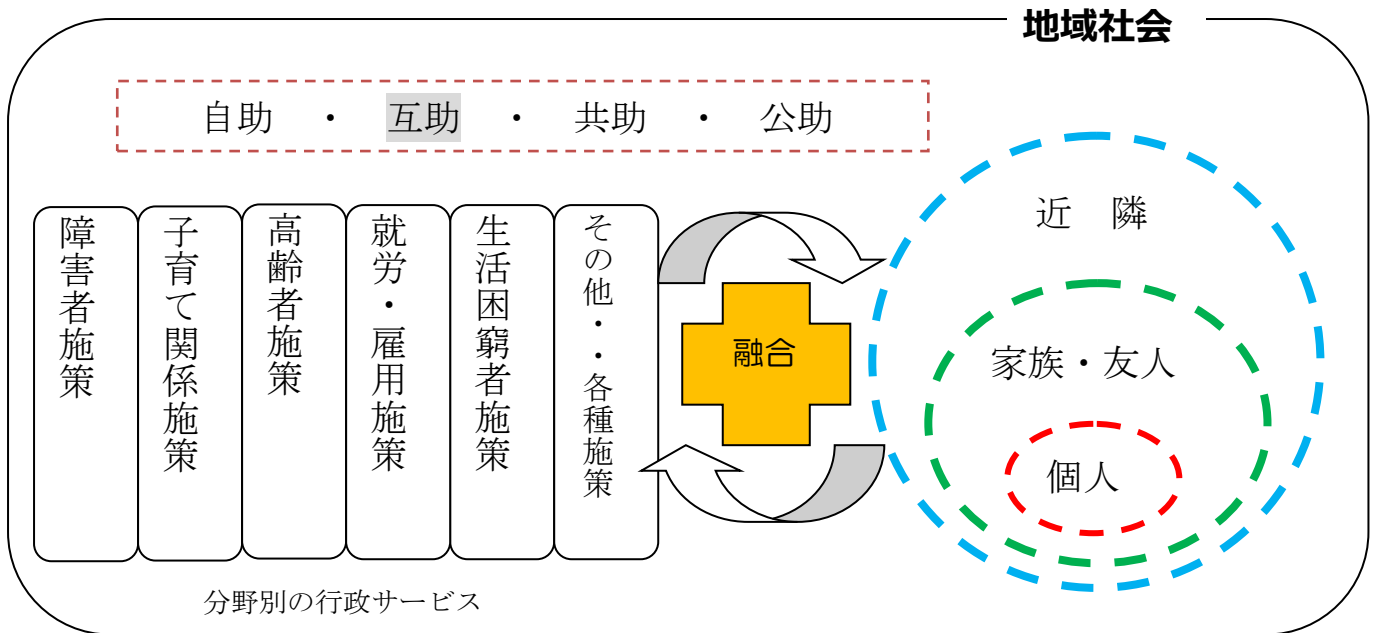 地域社会
自助 ・ 互助 ・ 共助 ・ 公助
障害者施策
子育て関係施策
高齢者施策
就労・雇用施策
生活困窮者施策
その他・・各種施策
融合
近 隣
家族・友人
個人
分野別の行政サービス